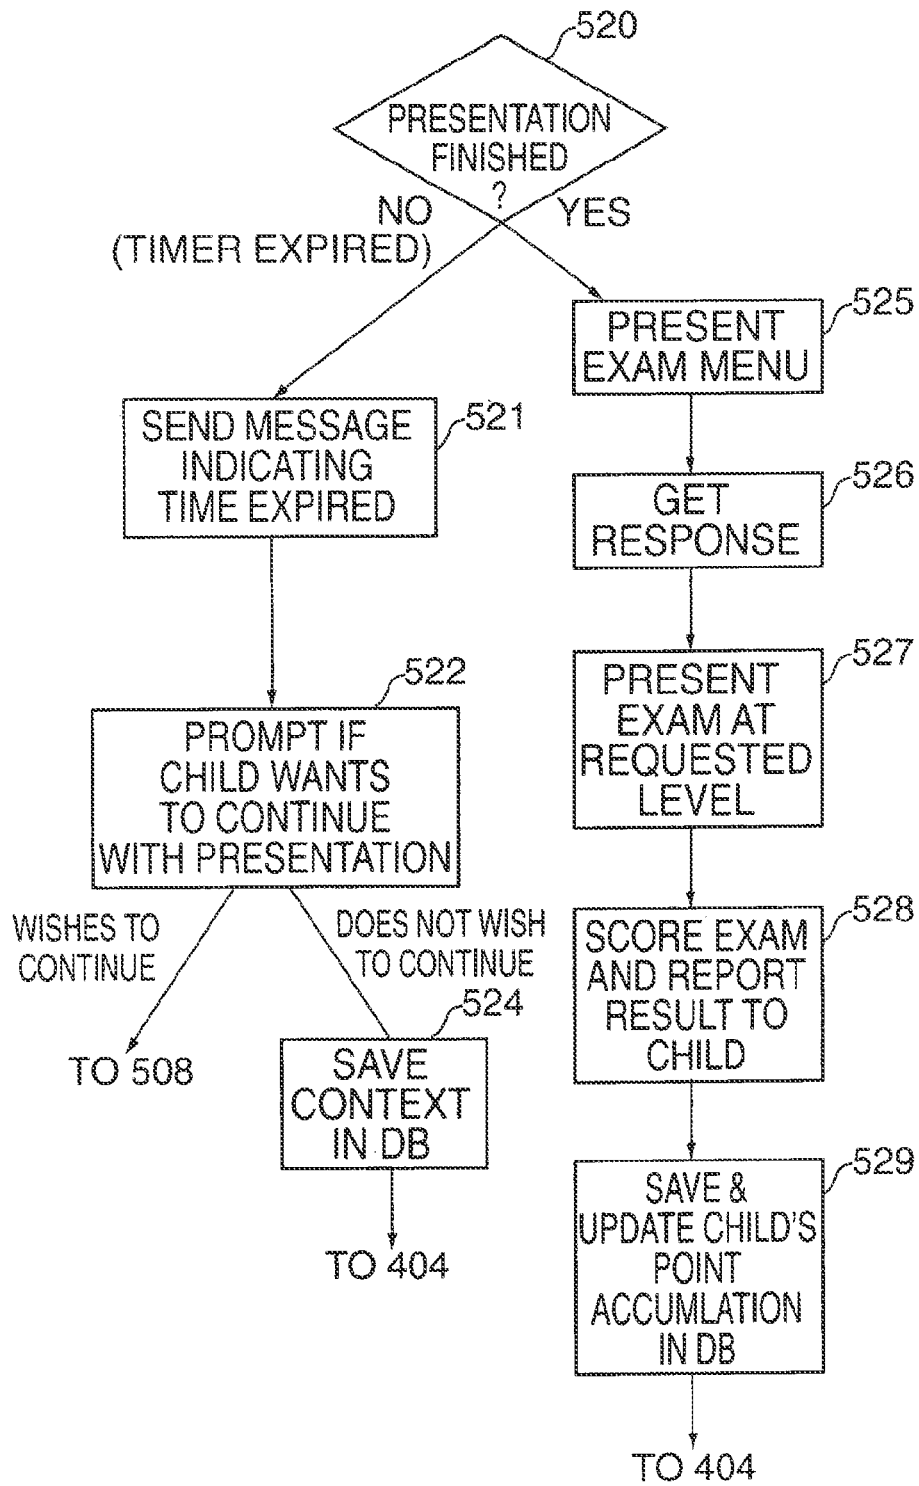 520
PRESENTATION
FINISHED
?
NO
(TIMER EXPIRED)
YES
525
PRESENT
EXAM MENU
521
SEND MESSAGE
INDICATING
TIME EXPIRED
526
GET
RESPONSE
527
PRESENT
EXAM AT
REQUESTED
LEVEL
522
PROMPT IF
CHILD WANTS
TO CONTINUE
WITH PRESENTATION
WISHES TO
CONTINUE
DOES NOT WISH
TO CONTINUE
528
SCORE EXAM
AND REPORT
RESULT TO
CHILD
TO 508
524
SAVE
CONTEXT
IN DB
TO 404
529
SAVE &
UPDATE CHILD'S
POINT
ACCUMLATION
IN DB
TO 404